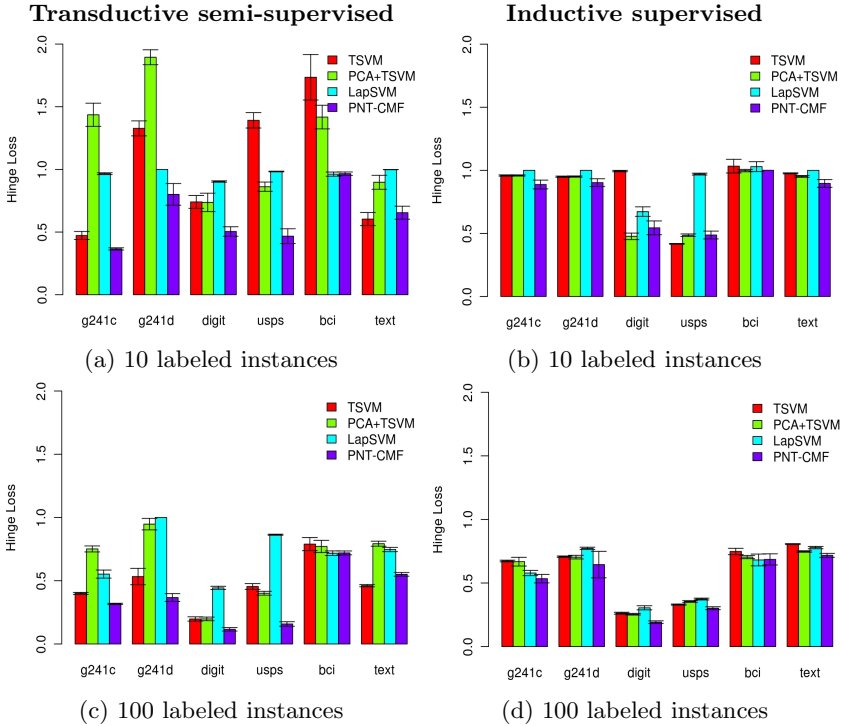 Transductive semi-supervised
Inductive supervised
Hinge Loss
0.0 0.5 1.0 1.5 2.0
TSVM
PCA+TSVM
LapSVM
PNT-CMF
g241c g241d digit usps bci text
(a) 10 labeled instances
Hinge Loss
0.0 0.5 1.0 1.5 2.0
TSVM
PCA+TSVM
LapSVM
PNT-CMF
g241c g241d digit usps bci text
(b) 10 labeled instances
Hinge Loss
0.0 0.5 1.0 1.5 2.0
TSVM
PCA+TSVM
LapSVM
PNT-CMF
g241c g241d digit usps bci text
(c) 100 labeled instances
Hinge Loss
0.0 0.5 1.0 1.5 2.0
TSVM
PCA+TSVM
LapSVM
PNT-CMF
g241c g241d digit usps bci text
(d) 100 labeled instances